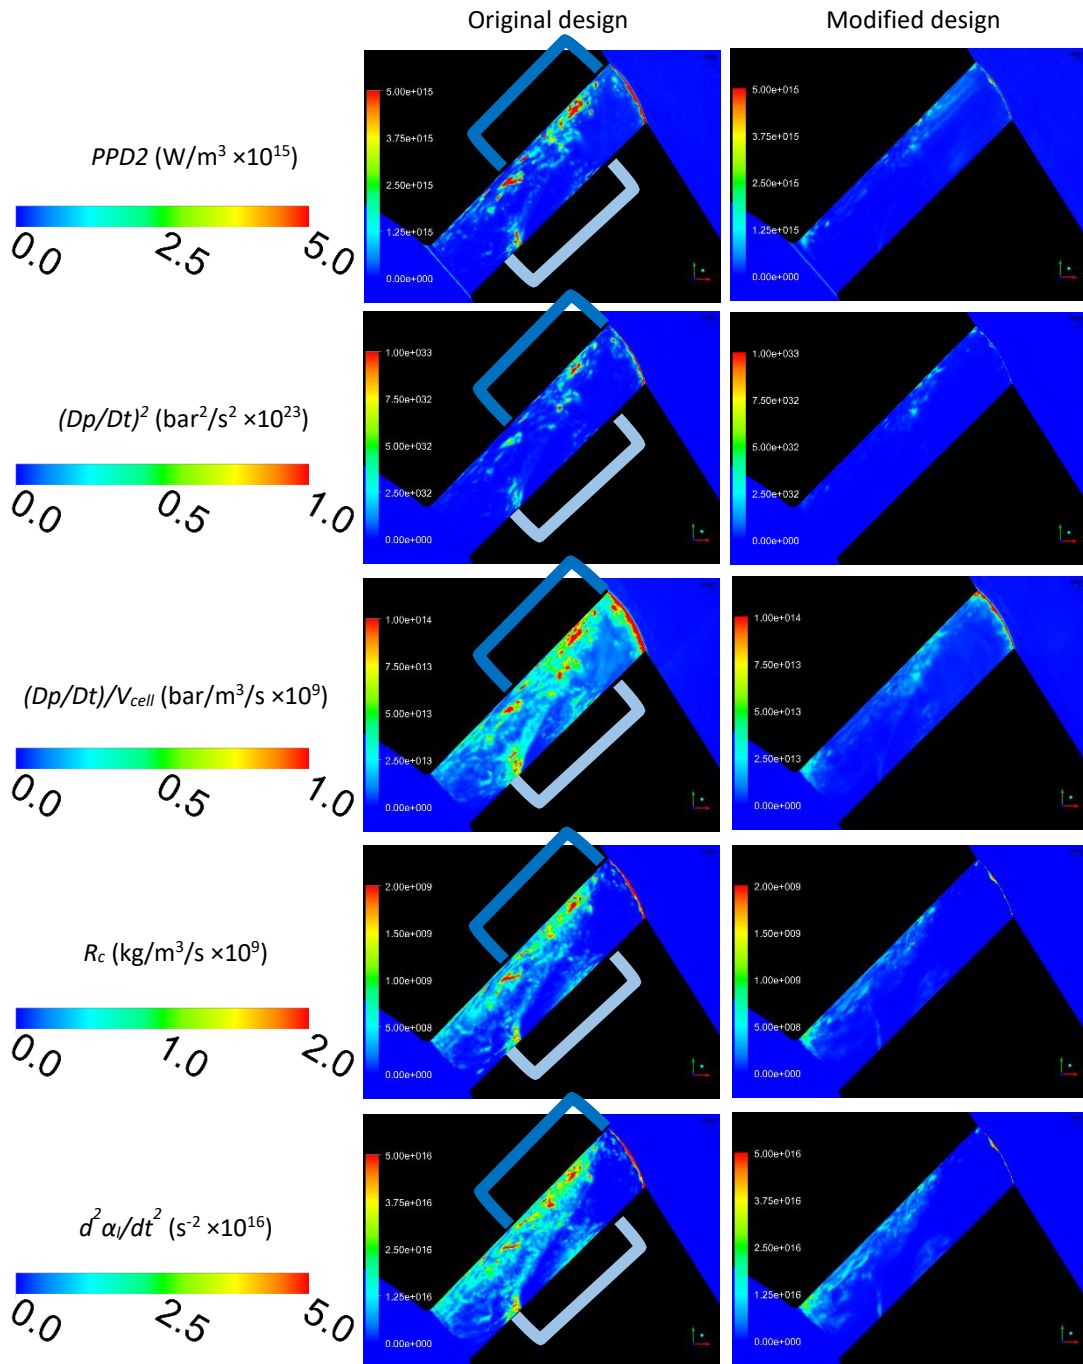 Original design
Modified design
PPD2 (W/m³ ×10¹⁵)
0.0
2.5
5.0
5.00e+015
3.75e+015
2.50e+015
1.25e+015
0.00e+000
5.00e+015
3.75e+015
2.50e+015
1.25e+015
0.00e+000
(Dp/Dt)² (bar²/s² ×10²³)
0.0
0.5
1.0
1.00e+033
7.50e+032
5.00e+032
2.50e+032
0.00e+000
1.00e+033
7.50e+032
5.00e+032
2.50e+032
0.00e+000
(Dp/Dt)/Vcell (bar/m³/s ×10⁹)
0.0
0.5
1.0
1.00e+014
7.50e+013
5.00e+013
2.50e+013
0.00e+000
1.00e+014
7.50e+013
5.00e+013
2.50e+013
0.00e+000
Rc (kg/m³/s ×10⁹)
0.0
1.0
2.0
2.00e+009
1.50e+009
1.00e+009
5.00e+008
0.00e+000
2.00e+009
1.50e+009
1.00e+009
5.00e+008
0.00e+000
d²αl/dt² (s⁻² ×10¹⁶)
0.0
2.5
5.0
5.00e+016
3.75e+016
2.50e+016
1.25e+016
0.00e+000
5.00e+016
3.75e+016
2.50e+016
1.25e+016
0.00e+000